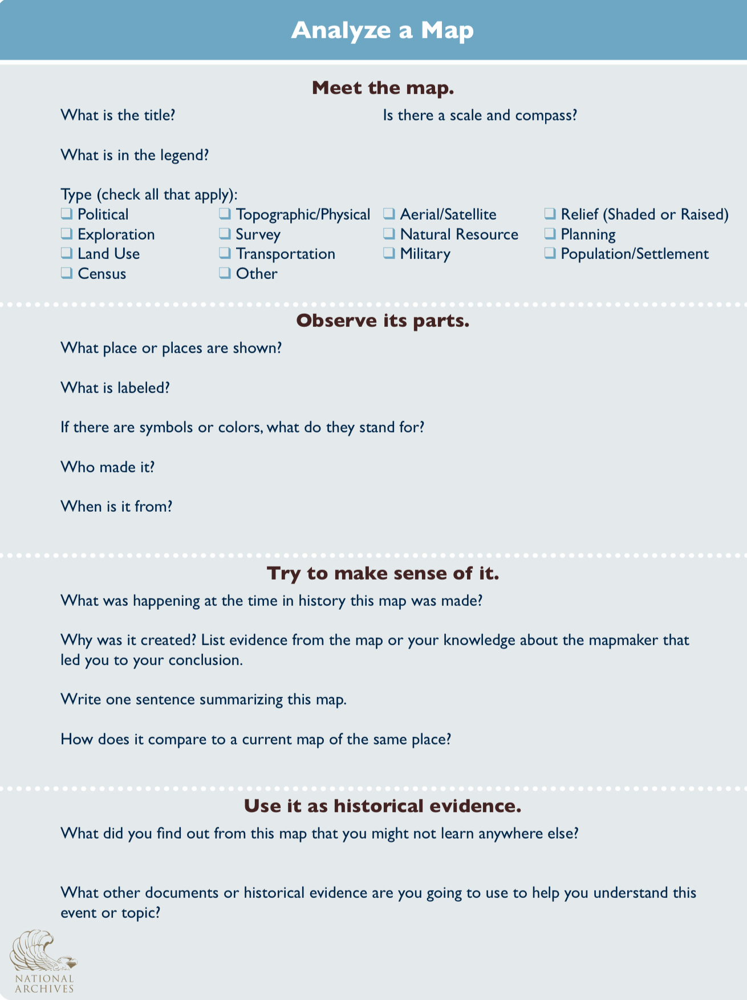 Analyze a Map
Meet the map.
What is the title? Is there a scale and compass?
What is in the legend?
Type (check all that apply):
❏ Political ❏ Topographic/Physical ❏ Aerial/Satellite ❏ Relief (Shaded or Raised)
❏ Exploration ❏ Survey ❏ Natural Resource ❏ Planning
❏ Land Use ❏ Transportation ❏ Military ❏ Population/Settlement
❏ Census ❏ Other
Observe its parts.
What place or places are shown?
What is labeled?
If there are symbols or colors, what do they stand for?
Who made it?
When is it from?
Try to make sense of it.
What was happening at the time in history this map was made?
Why was it created? List evidence from the map or your knowledge about the mapmaker that
led you to your conclusion.
Write one sentence summarizing this map.
How does it compare to a current map of the same place?
Use it as historical evidence.
What did you find out from this map that you might not learn anywhere else?
What other documents or historical evidence are you going to use to help you understand this
event or topic?
NATIONAL
ARCHIVES